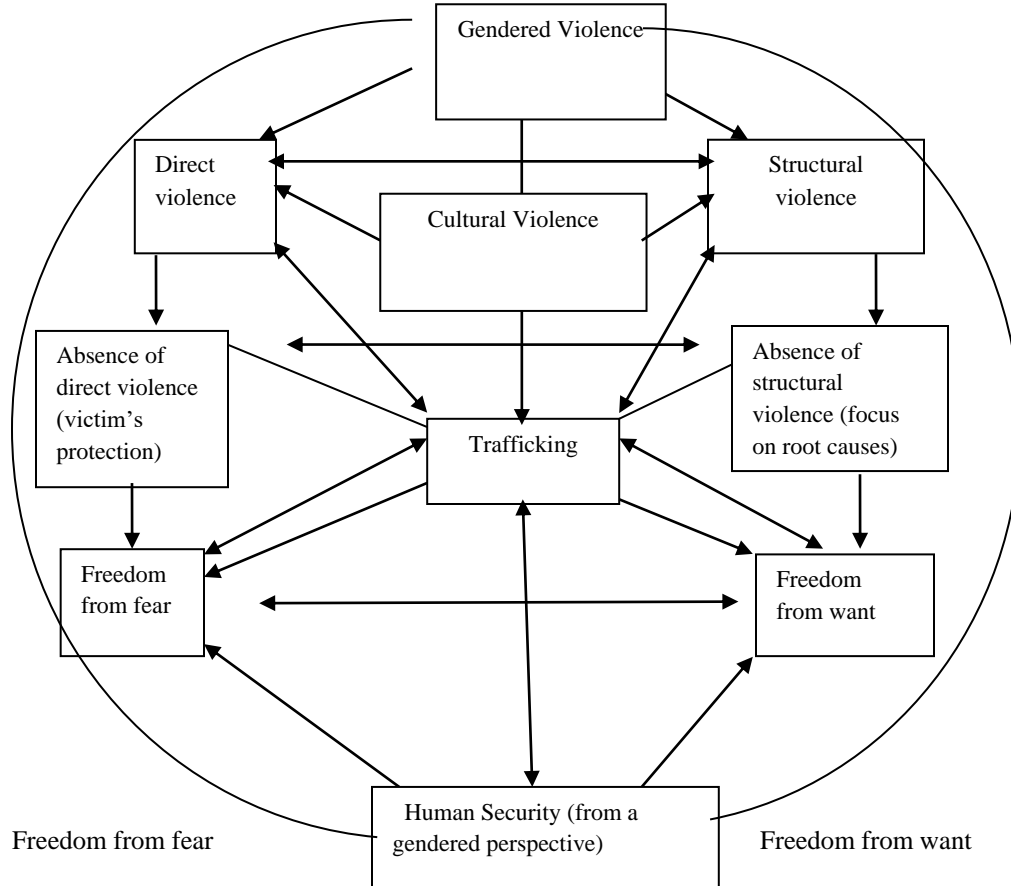 Gendered Violence
Direct
violence
Structural
violence
Cultural Violence
Absence of
direct violence
(victim’s
protection)
Absence of
structural
violence (focus
on root causes)
Trafficking
Freedom
from fear
Freedom
from want
Human Security (from a
gendered perspective)
Freedom from fear
Freedom from want